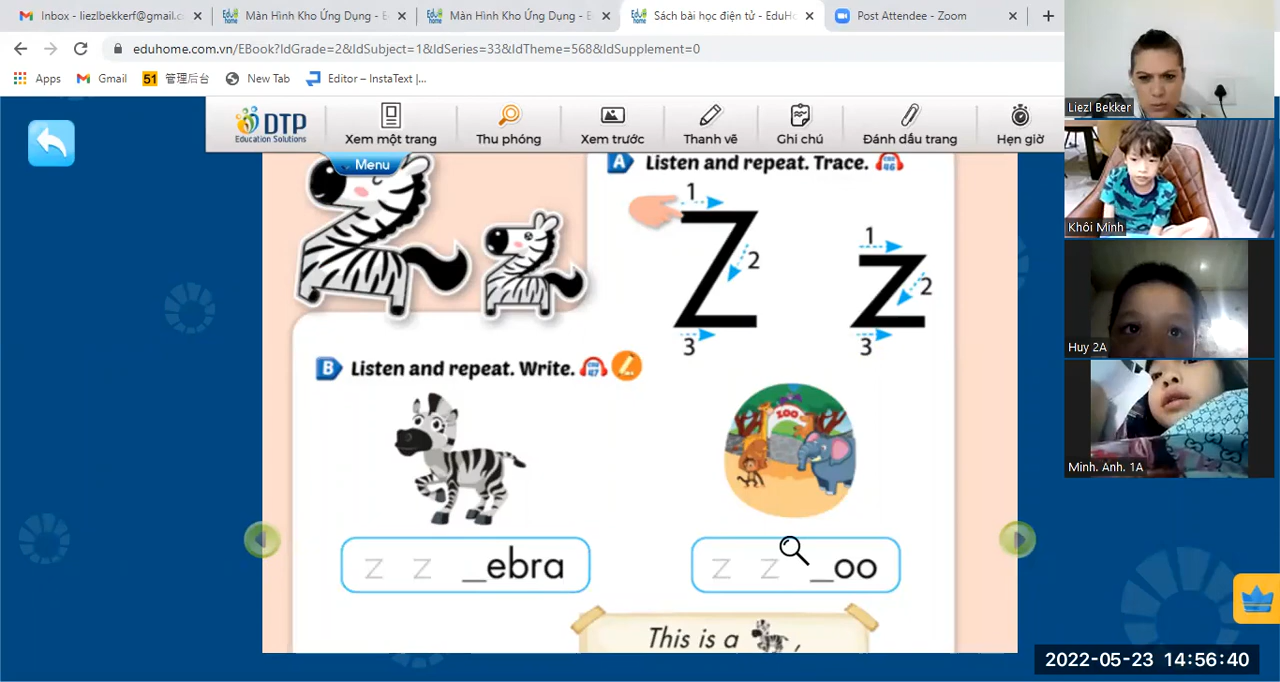 Inbox - liezlbekkerf@gmail.c
Màn Hình Kho Ứng Dụng - E
Màn Hình Kho Ứng Dụng - E
Sách bài học điện tử - EduHo
Post Attendee - Zoom
eduhome.com.vn/EBook?IdGrade=2&IdSubject=1&IdSeries=33&IdTheme=568&IdSupplement=0
Apps
Gmail
51 管理后台
New Tab
Editor – InstaText |...
DTP
Education Solutions
Xem một trang
Thu phóng
Xem trước
Thanh vẽ
Ghi chú
Đánh dấu trang
Hẹn giờ
Menu
A Listen and repeat. Trace. CD2 46
Z 1 2 3
z 1 2 3
B Listen and repeat. Write. CD2 47
ZOO
z z _ebra
z z _oo
This is a ,
Liezl Bekker
Khôi Minh
Huy 2A
Minh. Anh. 1A
2022-05-23 14:56:40